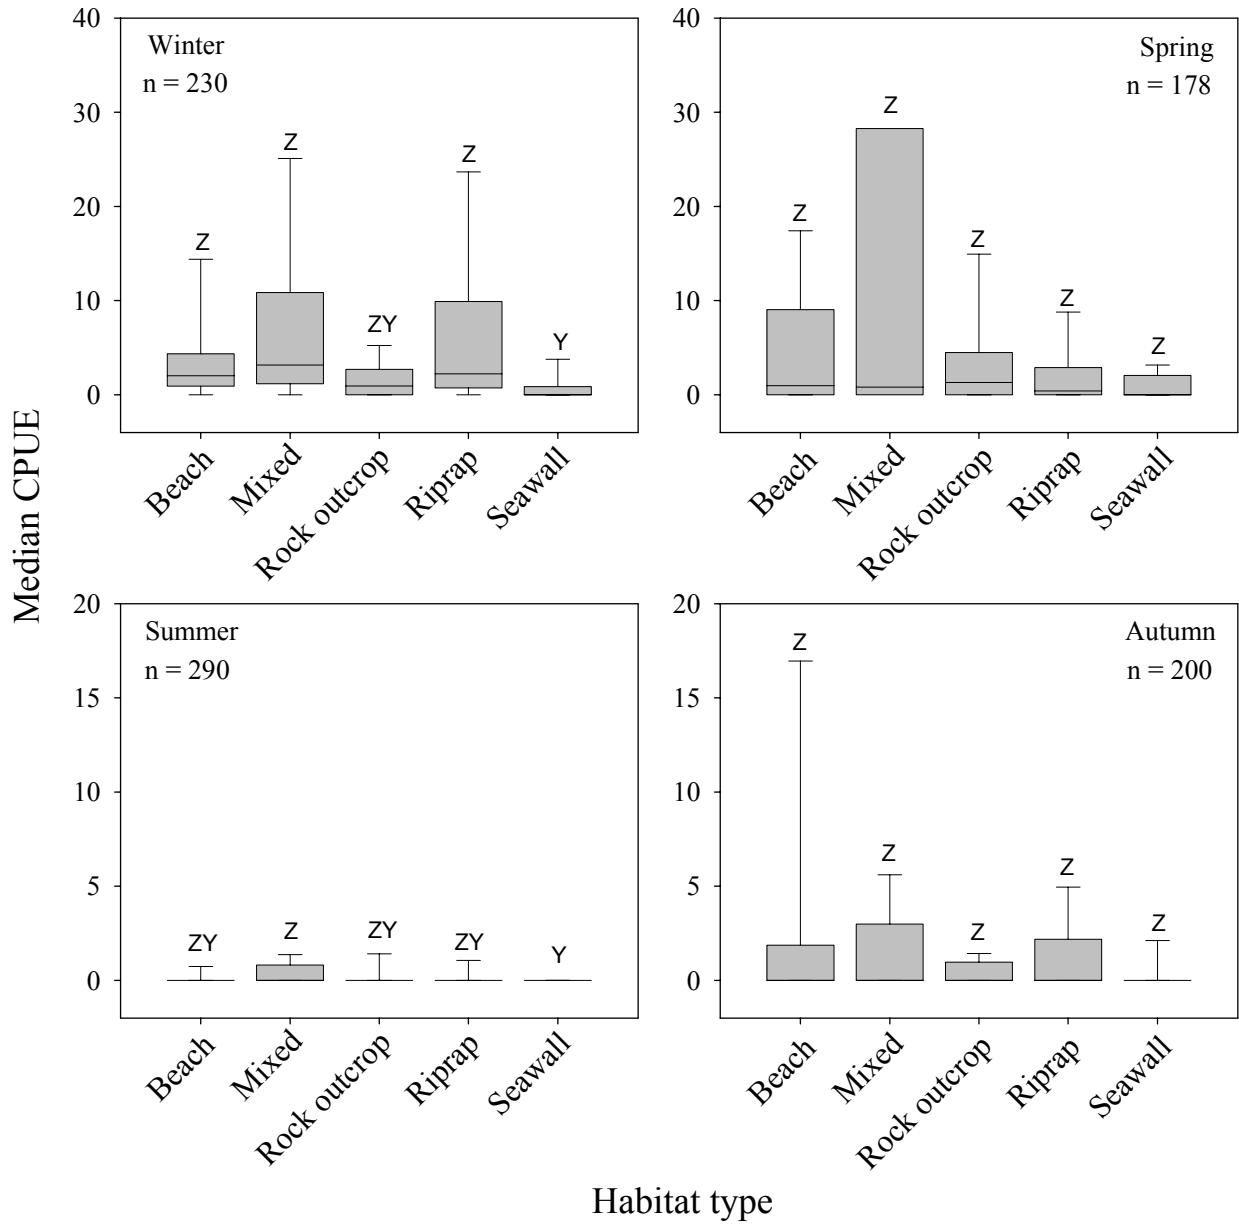 Median CPUE
40
30
20
10
0
Winter
n = 230
Z
Z
ZY
Z
Y
Beach
Mixed
Rock outcrop
Riprap
Seawall
40
30
20
10
0
Spring
n = 178
Z
Z
Z
Z
Z
Beach
Mixed
Rock outcrop
Riprap
Seawall
20
15
10
5
0
Summer
n = 290
ZY
Z
ZY
ZY
Y
Beach
Mixed
Rock outcrop
Riprap
Seawall
20
15
10
5
0
Autumn
n = 200
Z
Z
Z
Z
Z
Beach
Mixed
Rock outcrop
Riprap
Seawall
Habitat type